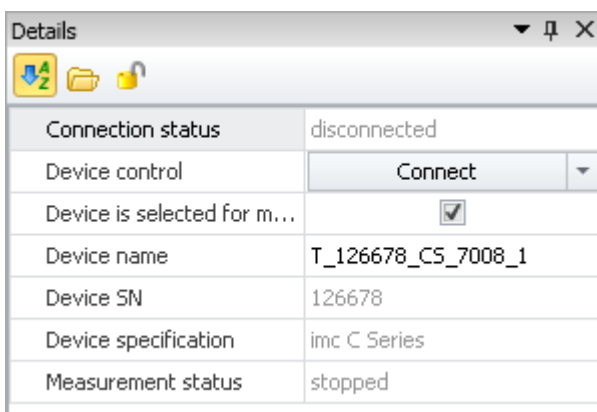 Details
Connection status disconnected
Device control Connect
Device is selected for m...
Device name T_126678_CS_7008_1
Device SN 126678
Device specification imc C Series
Measurement status stopped